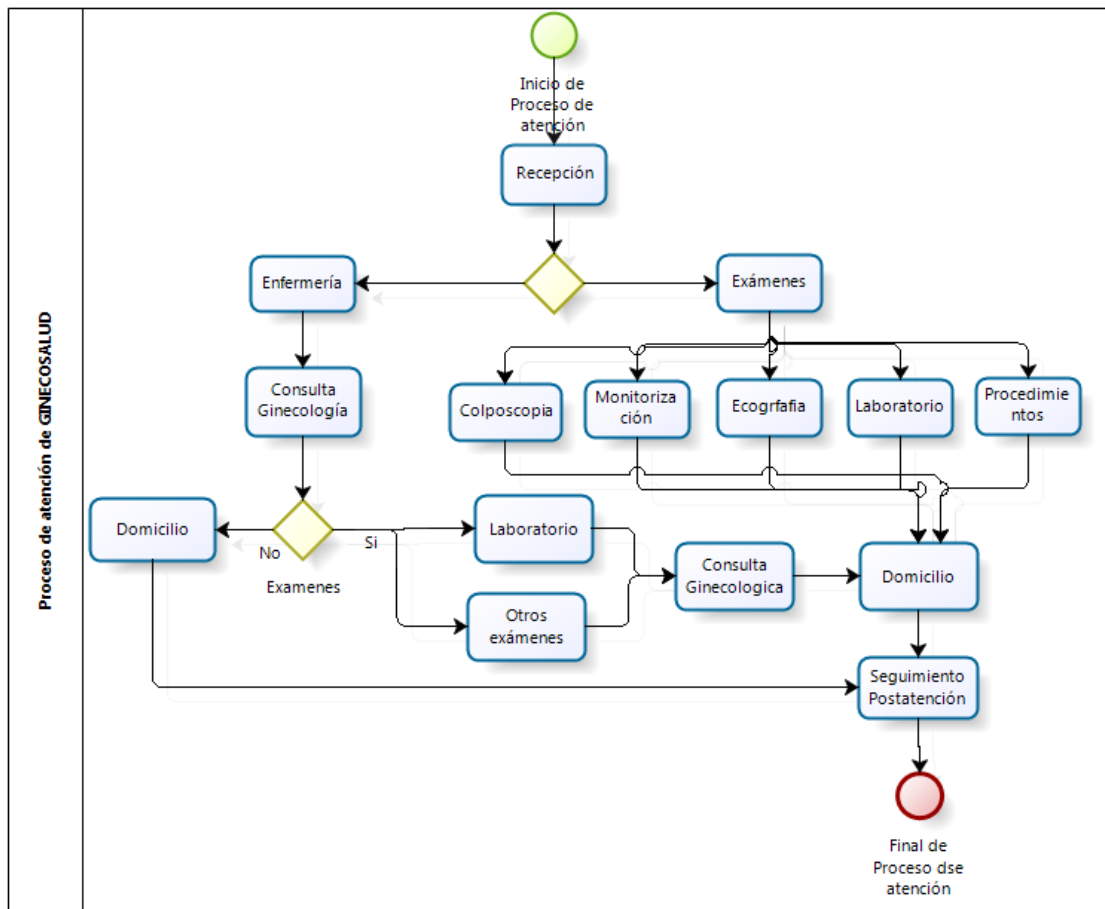 Proceso de atención de GINECOSALUD
Inicio de
Proceso de
atención
Recepción
Enfermería
Exámenes
Consulta
Ginecología
Colposcopia
Monitoriza
ción
Ecogrfafia
Laboratorio
Procedimie
ntos
Domicilio
No
Si
Examenes
Laboratorio
Otros
exámenes
Consulta
Ginecologica
Domicilio
Seguimiento
Postatención
Final de
Proceso dse
atención